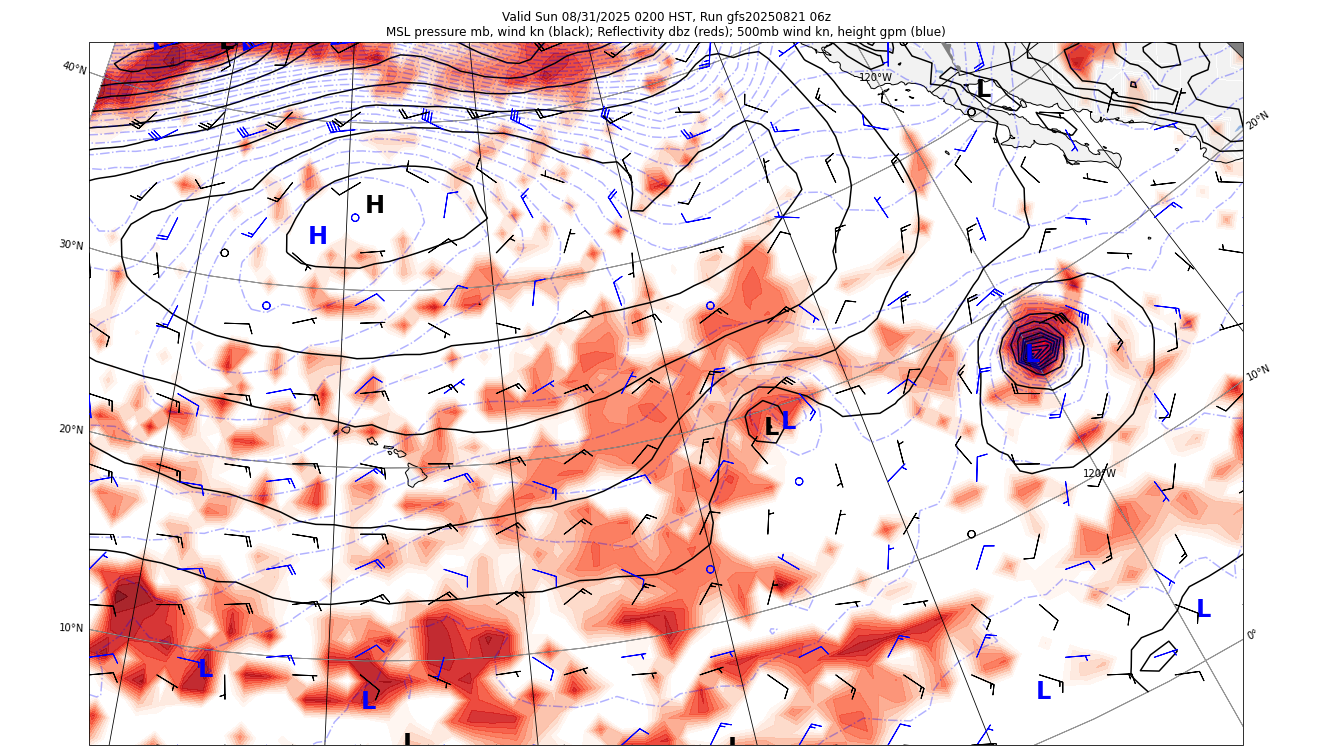 Valid Sun 08/31/2025 0200 HST, Run gfs20250821 06z
MSL pressure mb, wind kn (black); Reflectivity dbz (reds); 500mb wind kn, height gpm (blue)
40°N
120°W
L
20°N
H
H
30°N
L
10°N
L
L
20°N
120°W
L
10°N
0°
L
L
L